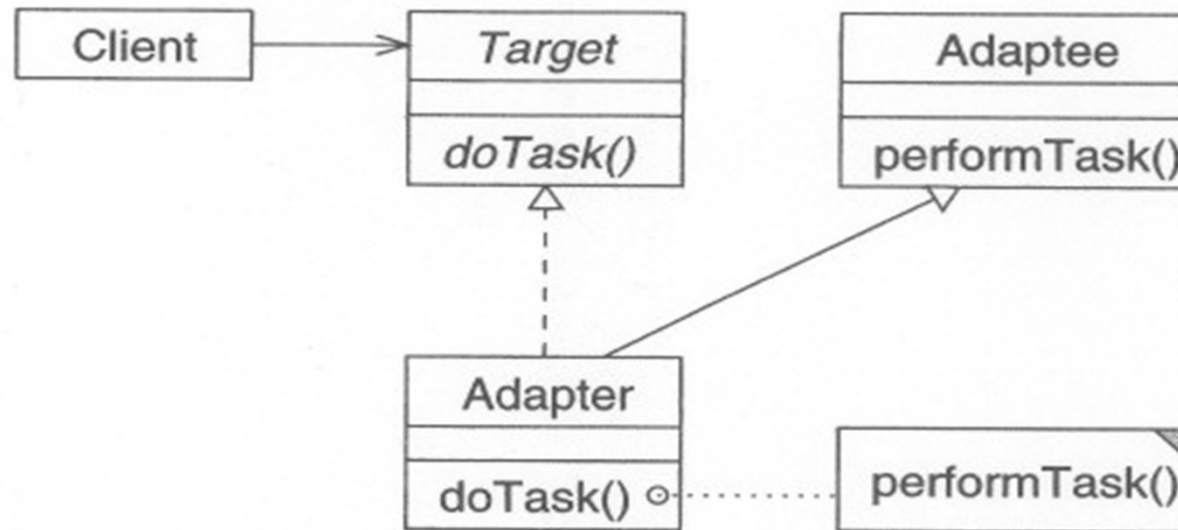 Client
Target
Adaptee
doTask()
performTask()
Adapter
doTask()
performTask()